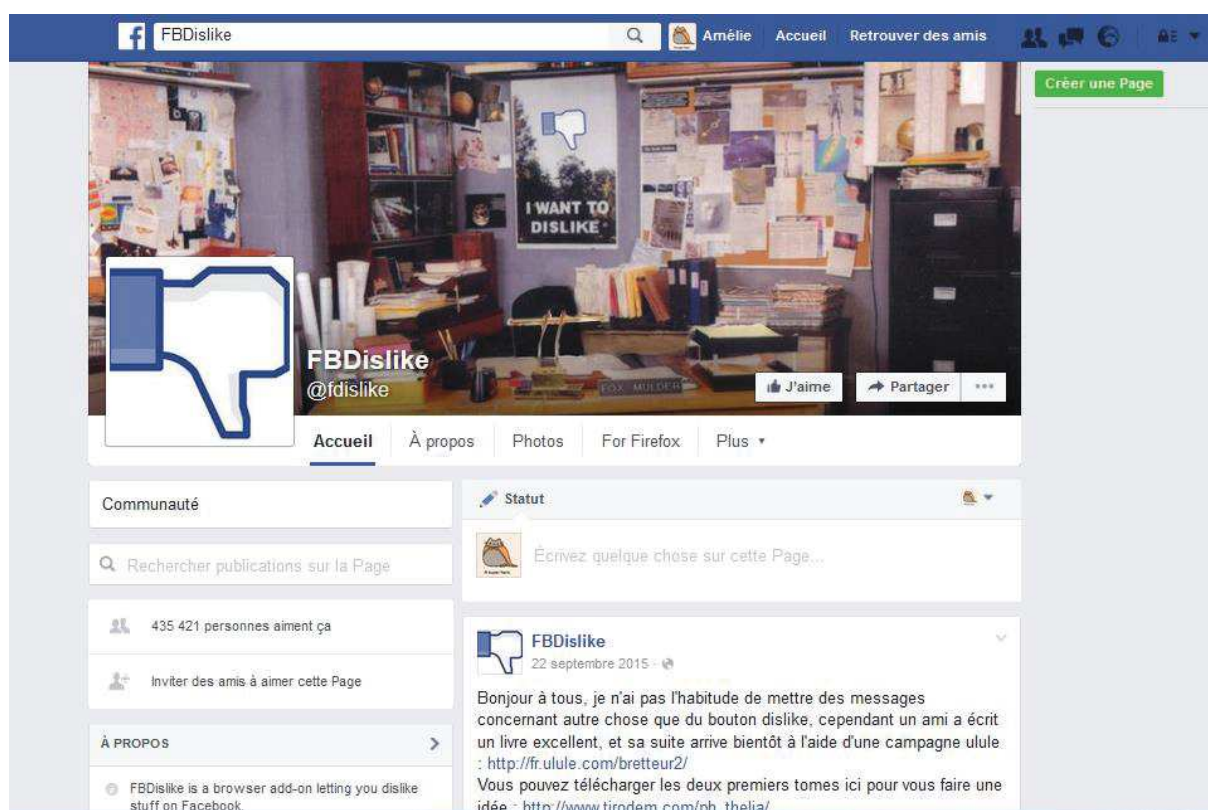 f FBDislike Amélie Accueil Retrouver des amis
Créer une Page
I WANT TO
DISLIKE
FOX MULDER
FBDislike
@fdislike
J'aime Partager
Accueil À propos Photos For Firefox Plus
Communauté
Rechercher publications sur la Page
435 421 personnes aiment ça
Inviter des amis à aimer cette Page
À PROPOS
FBDislike is a browser add-on letting you dislike
stuff on Facebook.
Statut
Écrivez quelque chose sur cette Page...
FBDislike
22 septembre 2015
Bonjour à tous, je n'ai pas l'habitude de mettre des messages
concernant autre chose que du bouton dislike, cependant un ami a écrit
un livre excellent, et sa suite arrive bientôt à l'aide d'une campagne ulule
: http://fr.ulule.com/bretteur2/
Vous pouvez télécharger les deux premiers tomes ici pour vous faire une
idée : http://www.tirodem.com/ph_thelia/